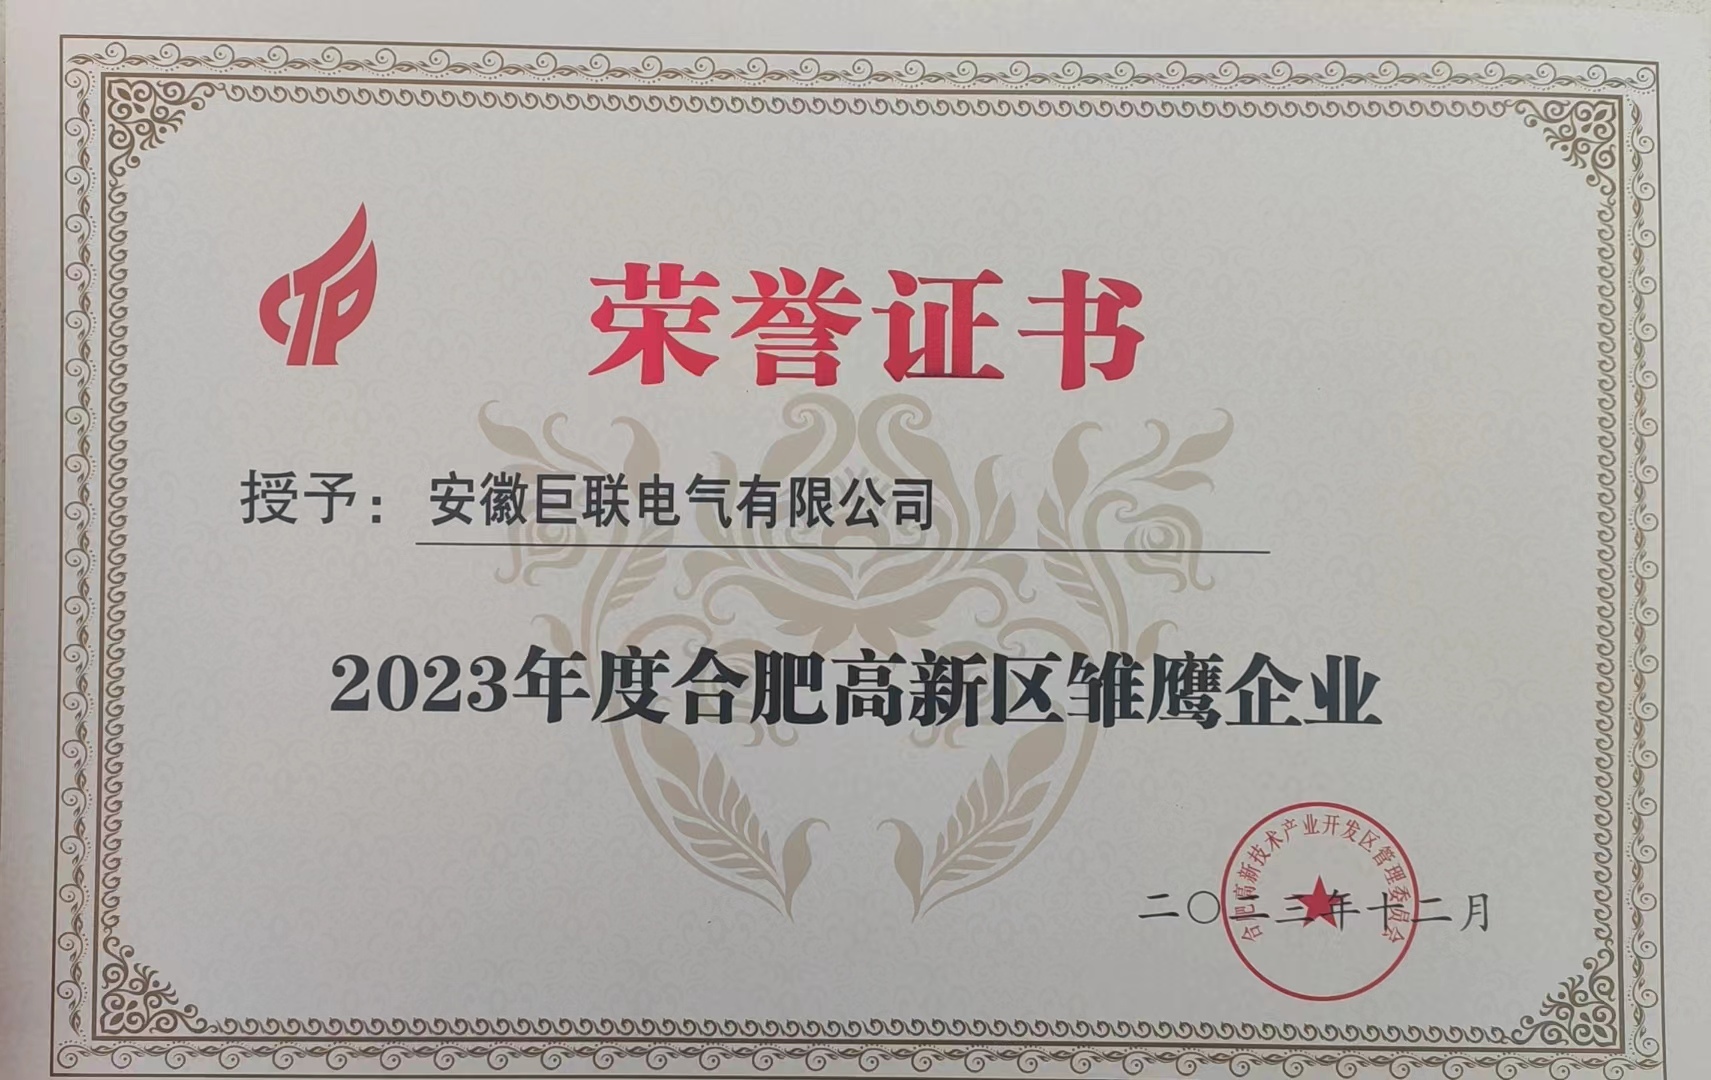 CTP
荣誉证书
授予：安徽巨联电气有限公司
2023年度合肥高新区雏鹰企业
合肥高新技术产业开发区管理委员会
二〇二三年十二月